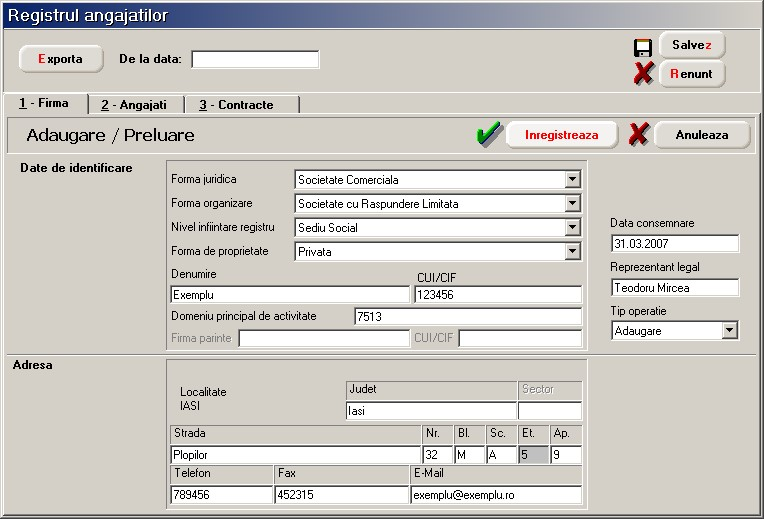 Registrul angajatilor
Exporta De la data: Salvez
Renunt
1 - Firma 2 - Angajati 3 - Contracte
Adaugare / Preluare Inregistreaza Anuleaza
Date de identificare
Forma juridica Societate Comerciala
Forma organizare Societate cu Raspundere Limitata
Nivel infiintare registru Sediu Social
Forma de proprietate Privata
Denumire CUI/CIF
Exemplu 123456
Domeniu principal de activitate 7513
Firma parinte CUI/CIF
Data consemnare
31.03.2007
Reprezentant legal
Teodoru Mircea
Tip operatie
Adaugare
Adresa
Localitate
IASI
Judet Sector
Iasi
Strada Nr. Bl. Sc. Et. Ap.
Plopilor 32 M A 5 9
Telefon Fax E-Mail
789456 452315 exemplu@exemplu.ro